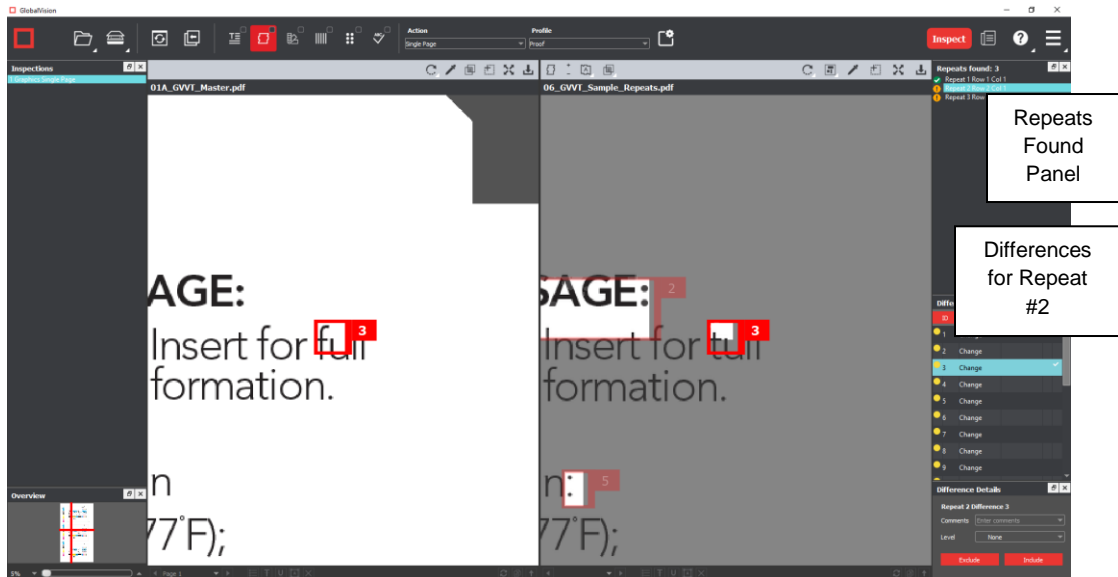 GlobalVision
Action
Single Page
Profile
Proof
Inspect
Inspections
1 Graphics Single Page
01A_GVVT_Master.pdf
06_GVVT_Sample_Repeats.pdf
Repeats found: 3
Repeat 1 Row 1 Col 1
Repeat 2 Row 2 Col 1
Repeat 3 Row
Repeats
Found
Panel
Differences
for Repeat
#2
AGE:
Insert for full
formation.
n
77°F);
3
SAGE:
Insert for tull
formation.
n:
77°F);
2
3
5
Differ
ID
1
2 Change
3 Change
4 Change
5 Change
6 Change
7 Change
8 Change
9 Change
Difference Details
Repeat 2 Difference 3
Comments Enter comments
Level None
Exclude Include
Overview
5%
Page 1